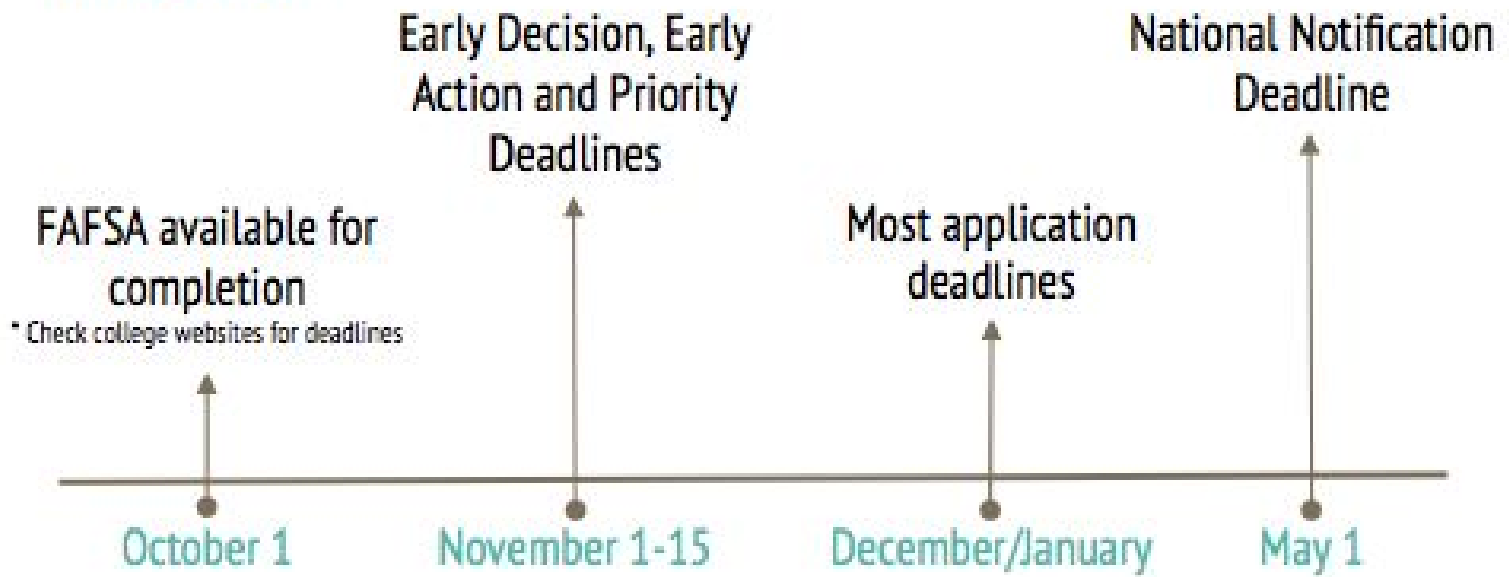 FAFSA available for
completion
* Check college websites for deadlines
October 1
Early Decision, Early
Action and Priority
Deadlines
November 1-15
Most application
deadlines
December/January
National Notification
Deadline
May 1